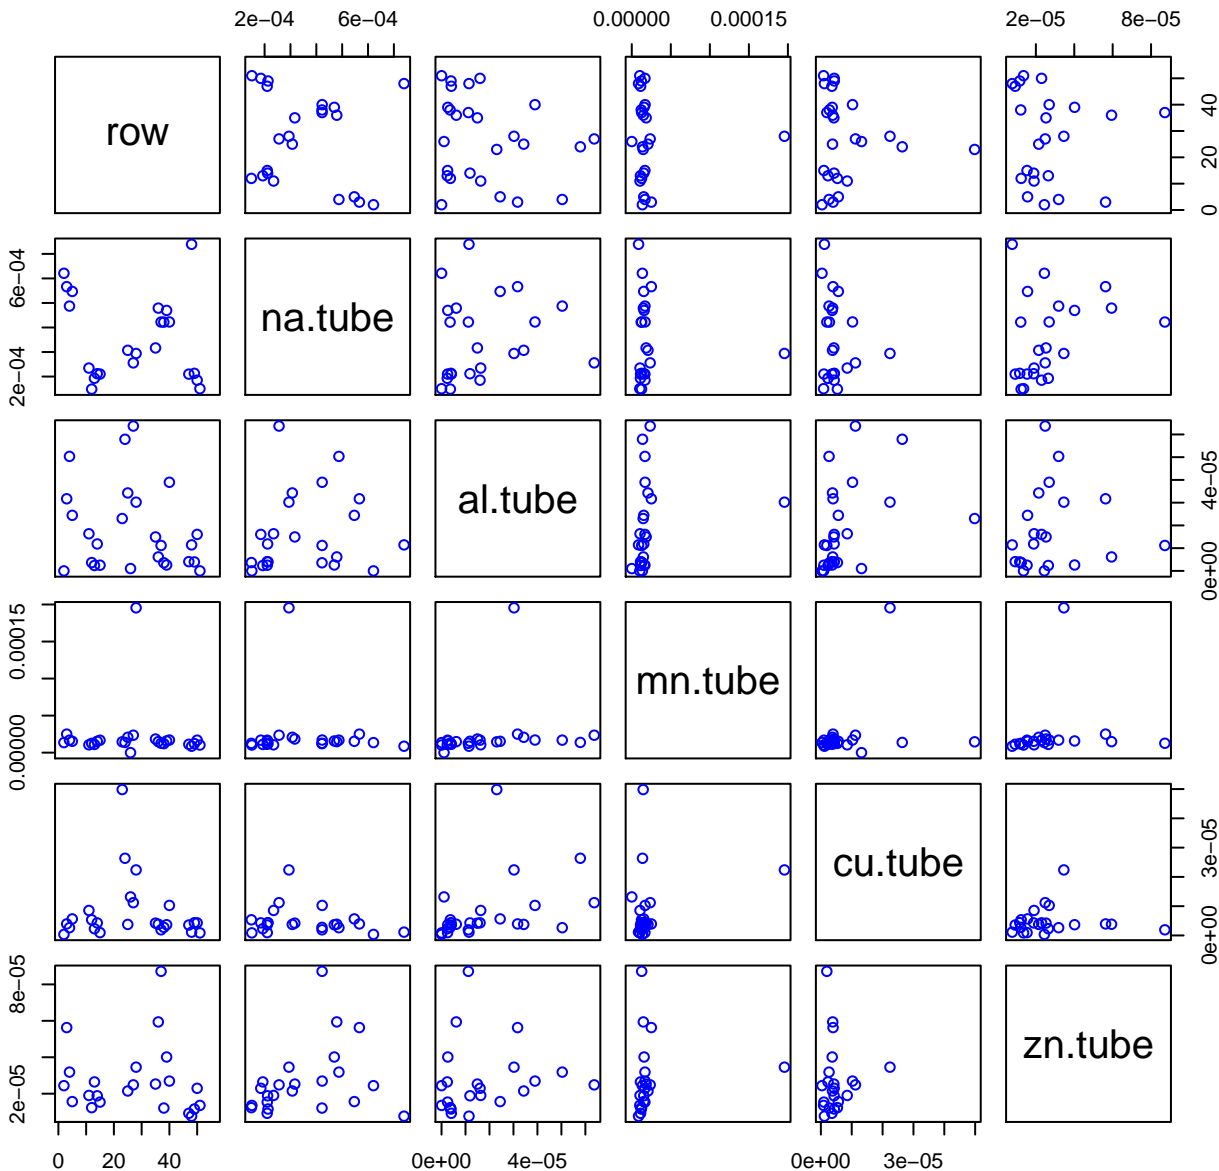 2e−04 6e−04 0.00000 0.00015 2e−05 8e−05
row 0 20 40
2e−04 6e−04 na.tube
al.tube 0e+00 4e−05
0.00000 0.00015 mn.tube
cu.tube 0e+00 3e−05
2e−05 8e−05 zn.tube
0 40 0e+00 4e−05 0e+00 3e−05